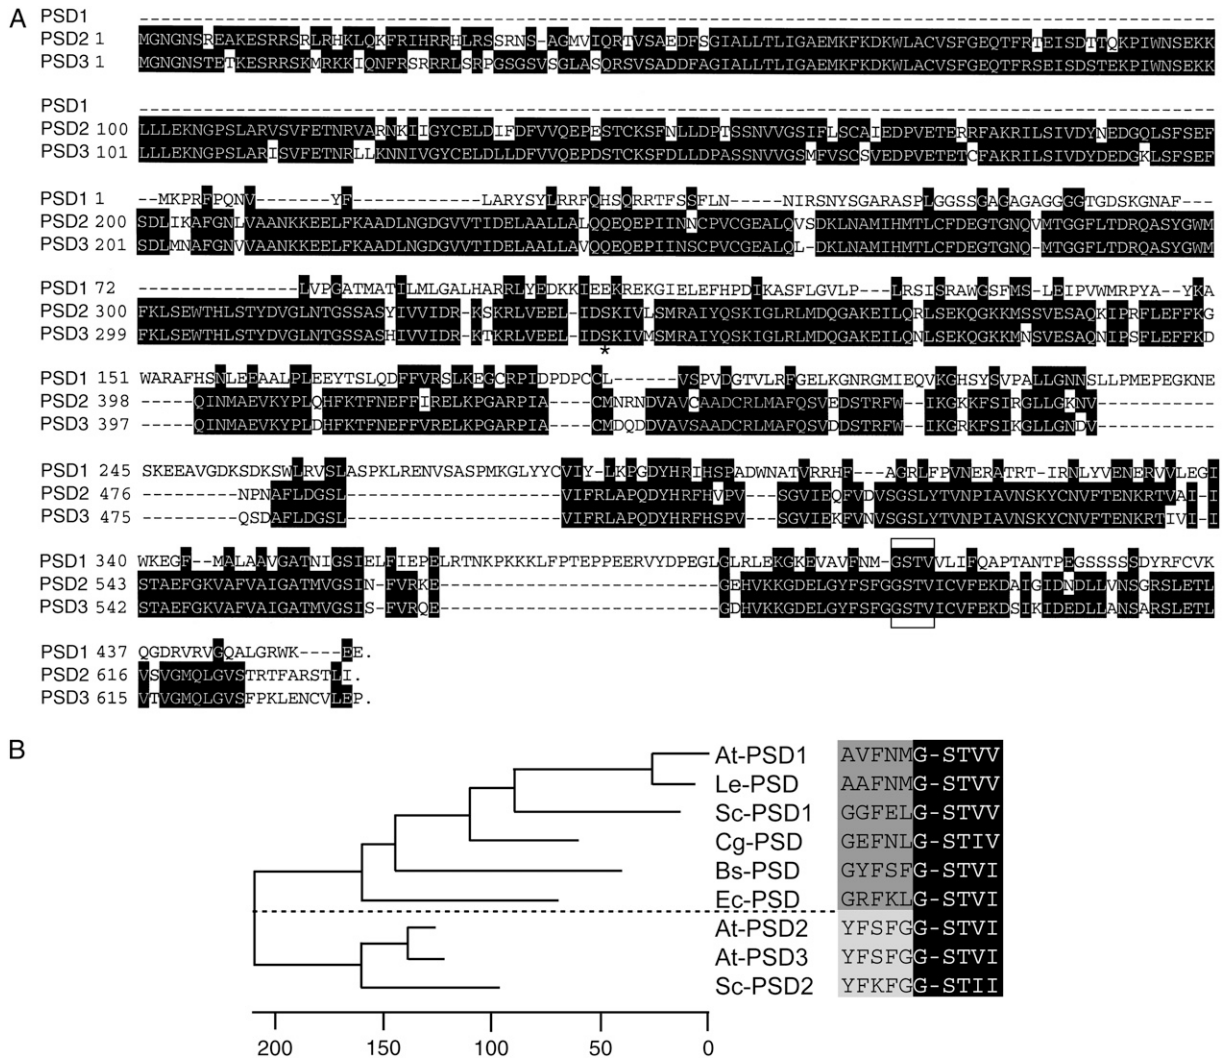 A
PSD1 ----------------------------------------------------------------------------------------------------
PSD2 1 MGNGNSREAKESRRSRLRHKLQKFRIHRRHLRSSRNS-AGMVIQRTVSAEDFSGIALLTLIGAEMKFKDKWLACVSFGEQTFRTEISDTTQKPIWNSEKK
PSD3 1 MGNGNSTETKESRRSKMRKKIQNFRSRRRLSRPGSGSVSGLASQRSVSADDFAGIALLTLIGAEMKFKDKWLACVSFGEQTFRSEISDSTEKPIWNSEKK
PSD1 ----------------------------------------------------------------------------------------------------
PSD2 100 LLLEKNGPSLARVSVFETNRVARNKIIGYCELDIFDFVVQEPESTCKSFNLLDPTSSNVVGSIFLSCAIEDPVETERRFAKRILSIVDYNEDGQLSFSEF
PSD3 101 LLLEKNGPSLARISVFETNRLLKNNIVGYCELDLLDFVVQEPDSTCKSFDLLDPASSNVVGSMFVSCSVEDPVETETCFAKRILSIVDYDEDGKLSFSEF
PSD1 1 --MKPRFPQNV-------YF------------LARYSYLRRFQHSQRRTFSSFLN-----NIRSNYSGARASPLGGSSGAGAGAGGGGTGDSKGNAF---
PSD2 200 SDLIKAFGNLVAANKKEELFKAADLNGDGVVTIDELAALLALQQEQEPIINNCPVCGEALQVSDKLNAMIHMTLCFDEGTGNQVMTGGFLTDRQASYGWM
PSD3 201 SDLMNAFGNVVAANKKEELFKAADLNGDGVVTIDELAALLAVQQEQEPIINSCPVCGEALQL-DKLNAMIHMTLCFDEGTGNQ-MTGGFLTDRQASYGWM
PSD1 72 ---------------LVPGATMATILMLGALHARRLYEDKKIEEKREKGIELEFHPDIKASFLGVLP---LRSISRAWGSFMS-LEIPVWMRPYA--YKA
PSD2 300 FKLSEWTHLSTYDVGLNTGSSASYIVVIDR-KSKRLVEEL-IDSKIVLSMRAIYQSKIGLRLMDQGAKEILQRLSEKQGKKMSSVESAQKIPRFLEFFKG
PSD3 299 FKLSEWTHLSTYDVGLNTGSSASHIVVIDR-KTKRLVEEL-IDSKIVMSMRAIYQSKIGLRLMDQGAKEILQNLSEKQGKKMNSVESAQNIPSFLEFFKD
*
PSD1 151 WARAFHSNLEEAALPLEEYTSLQDFFVRSLKEGCRPIDPDPCCL------VSPVDGTVLRFGELKGNRGMIEQVKGHSYSVPALLGNNSLLPMEPEGKNE
PSD2 398 -----QINMAEVKYPLQHFKTFNEFFIRELKPGARPIA----CMNRNDDVAVCAADCRLMAFQSVEDSTRFW--IKGKKFSIRGLLGKNV-----------
PSD3 397 -----QINMAEVKYPLDHFKTFNEFFVRELKPGARPIA----CMDQDDVAVSAADCRLMAFQSVDDSTRFW--IKGRKFSIKGLLGNDV-----------
PSD1 245 SKEEAVGDKSDKSWLRVSLASPKLRENVSASPMKGLYYCVIY-LKPGDYHRIHSPADWNATVRRHF---AGRLFPVNERATRT-IRNLYVENERVVLEGI
PSD2 476 ---------NPNAFLDGSL--------------------VIFRLAPQDYHRFHVPV---SGVIEQFVDVSGSLYTVNPIAVNSKYCNVFTENKRTVAI-I
PSD3 475 ---------QSDAFLDGSL--------------------VIFRLAPQDYHRFHSPV---SGVIEKFVNVSGSLYTVNPIAVNSKYCNVFTENKRTIVI-I
PSD1 340 WKEGF--MALAAVGATNIGSIELFIEPELRTNKPKKKLFPTEPPEERVYDPEGLGLRLEKGKEVAVFNM-GSTVVLIFQAPTANTPEGSSSSSDYRFCVK
PSD2 543 STAEFGKVAFVAIGATMVGSIN-FVRKE--------------------------GEHVKKGDELGYFSFGGSTVICVFEKDAIGIDNDLLVNSGRSLETL
PSD3 542 STAEFGKVAFVAIGATMVGSIS-FVRQE--------------------------GDHVKKGDELGYFSFGGSTVICVFEKDSIKIDEDLLANSARSLETL
PSD1 437 QGDRVRVGQALGRWK----EE.
PSD2 616 VSVGMQLGVSTRTFARSTLI.
PSD3 615 VTVGMQLGVSFPKLENCVLEP.
B
At-PSD1 AVFNMG-STVV
Le-PSD AAFNMG-STVV
Sc-PSD1 GGFELG-STVV
Cg-PSD GEFNLG-STIV
Bs-PSD GYFSFG-STVI
Ec-PSD GRFKLG-STVI
At-PSD2 YFSFGG-STVI
At-PSD3 YFSFGG-STVI
Sc-PSD2 YFKFGG-STII
200 150 100 50 0